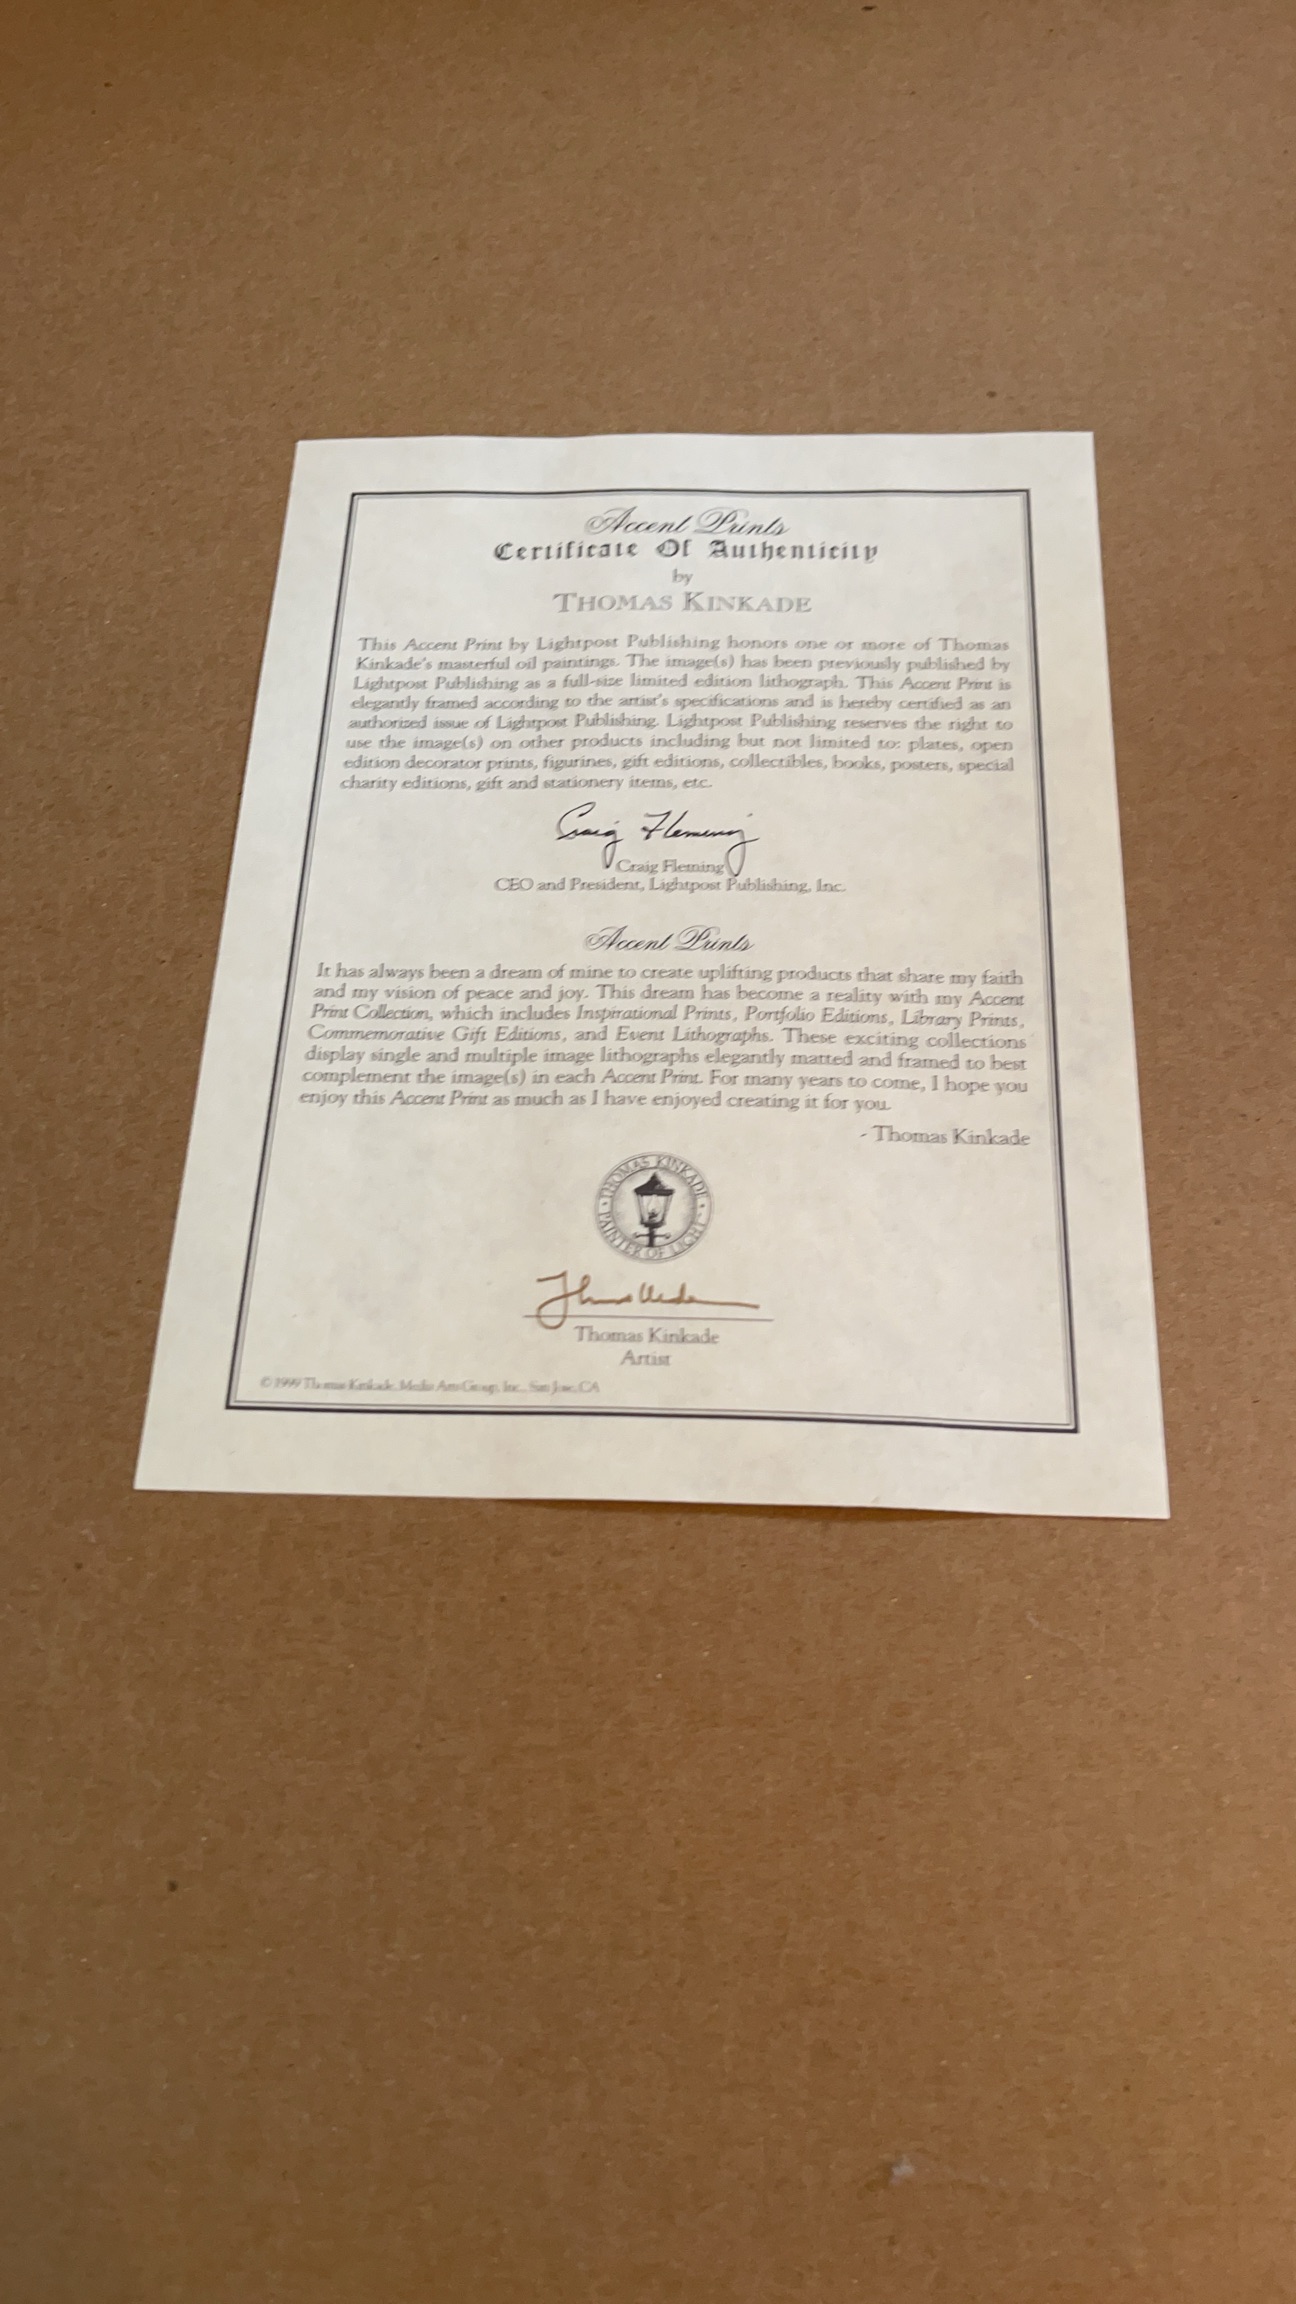 Accent Prints
Certificate Of Authenticity
by
THOMAS KINKADE
This Accent Print by Lightpost Publishing honors one or more of Thomas
Kinkade's masterful oil paintings. The image(s) has been previously published by
Lightpost Publishing as a full-size limited edition lithograph. This Accent Print is
elegantly framed according to the artist's specifications and is hereby certified as an
authorized issue of Lightpost Publishing. Lightpost Publishing reserves the right to
use the image(s) on other products including but not limited to: plates, open
edition decorator prints, figurines, gift editions, collectibles, books, posters, special
charity editions, gift and stationery items, etc.
Craig Fleming
Craig Fleming
CEO and President, Lightpost Publishing, Inc.
Accent Prints
It has always been a dream of mine to create uplifting products that share my faith
and my vision of peace and joy. This dream has become a reality with my Accent
Print Collection, which includes Inspirational Prints, Portfolio Editions, Library Prints,
Commemorative Gift Editions, and Event Lithographs. These exciting collections
display single and multiple image lithographs elegantly matted and framed to best
complement the image(s) in each Accent Print. For many years to come, I hope you
enjoy this Accent Print as much as I have enjoyed creating it for you.
- Thomas Kinkade
THOMAS KINKADE
PAINTER OF LIGHT
Thomas Kinkade
Artist
© 1999 Thomas Kinkade, Media Arts Group, Inc., San Jose, CA